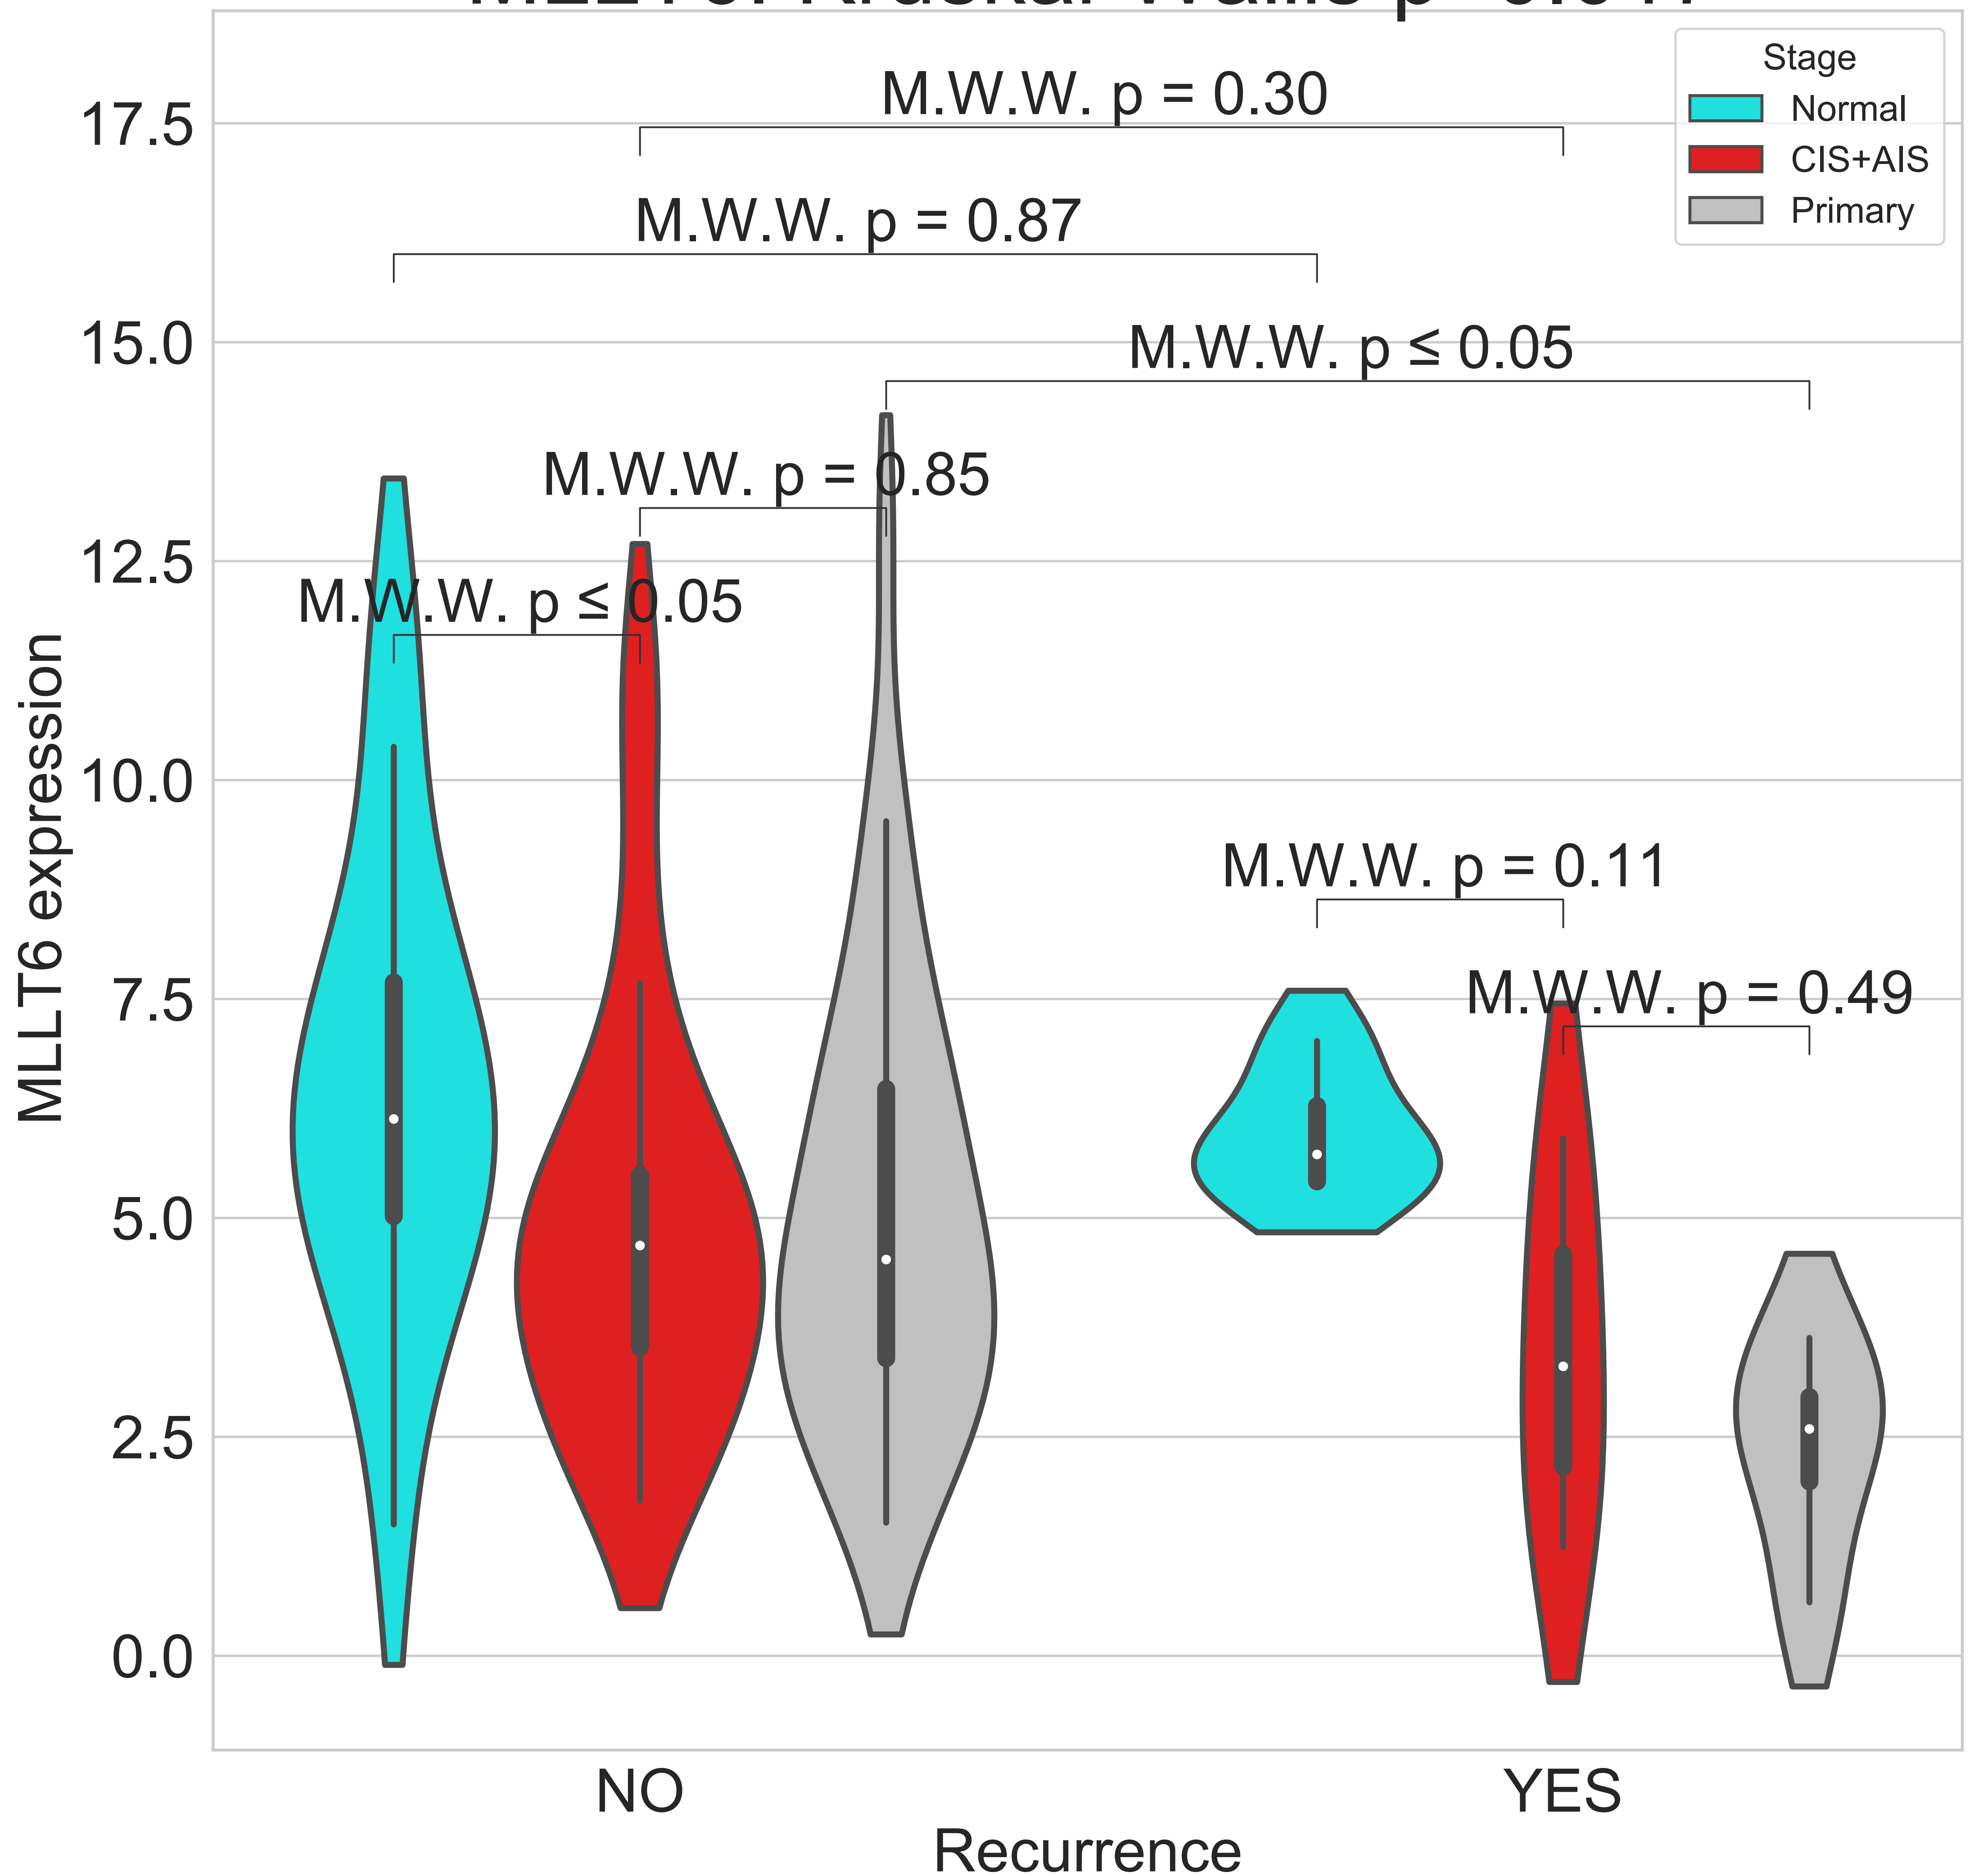 Stage
Normal
CIS+AIS
Primary
M.W.W. p = 0.30
M.W.W. p = 0.87
M.W.W. p ≤ 0.05
M.W.W. p = 0.85
M.W.W. p ≤ 0.05
M.W.W. p = 0.11
M.W.W. p = 0.49
17.5
15.0
12.5
10.0
7.5
5.0
2.5
0.0
MLLT6 expression
NO
YES
Recurrence